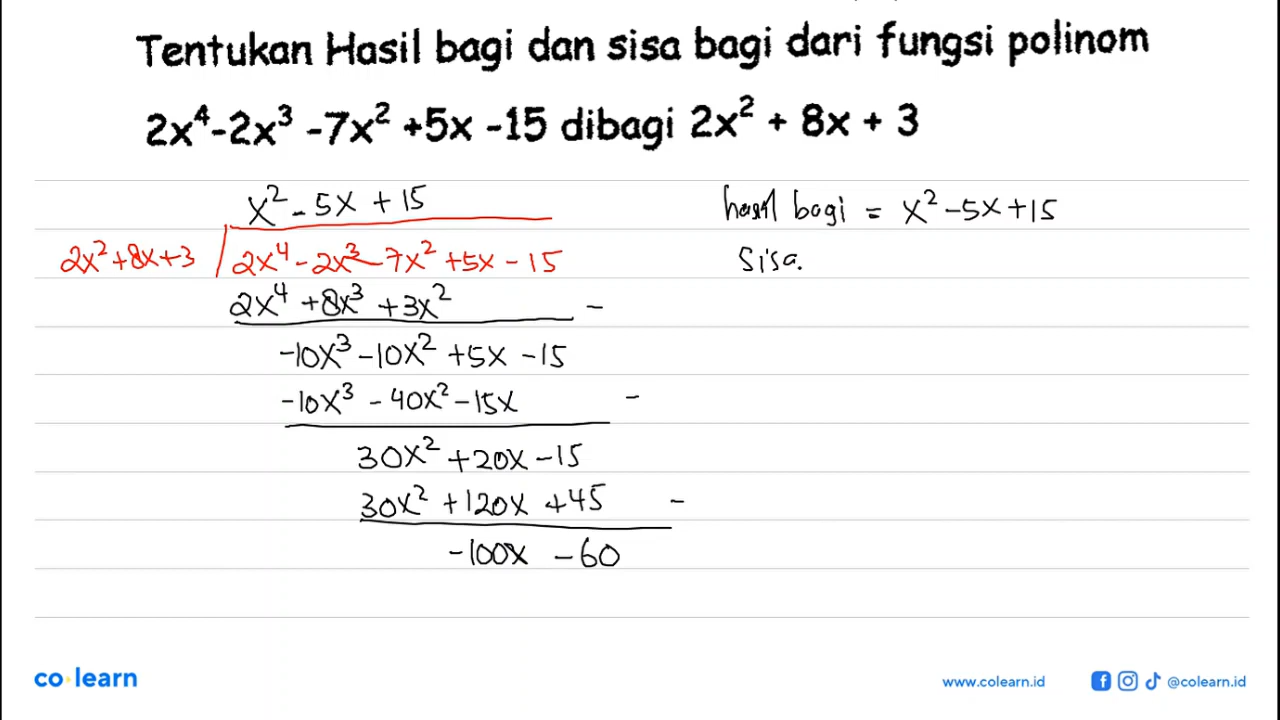 Tentukan Hasil bagi dan sisa bagi dari fungsi polinom
2x⁴-2x³ -7x² +5x -15 dibagi 2x² + 8x + 3
x² - 5x + 15
2x²+8x+3 2x⁴ - 2x³ - 7x² +5x - 15
2x⁴ +8x³ +3x² -
-10x³ -10x² +5x -15
-10x³ - 40x² -15x -
30x² +20x -15
30x² +120x +45 -
-100x -60
hasil bagi = x² -5x+15
sisa.
co learn
www.colearn.id
@colearn.id